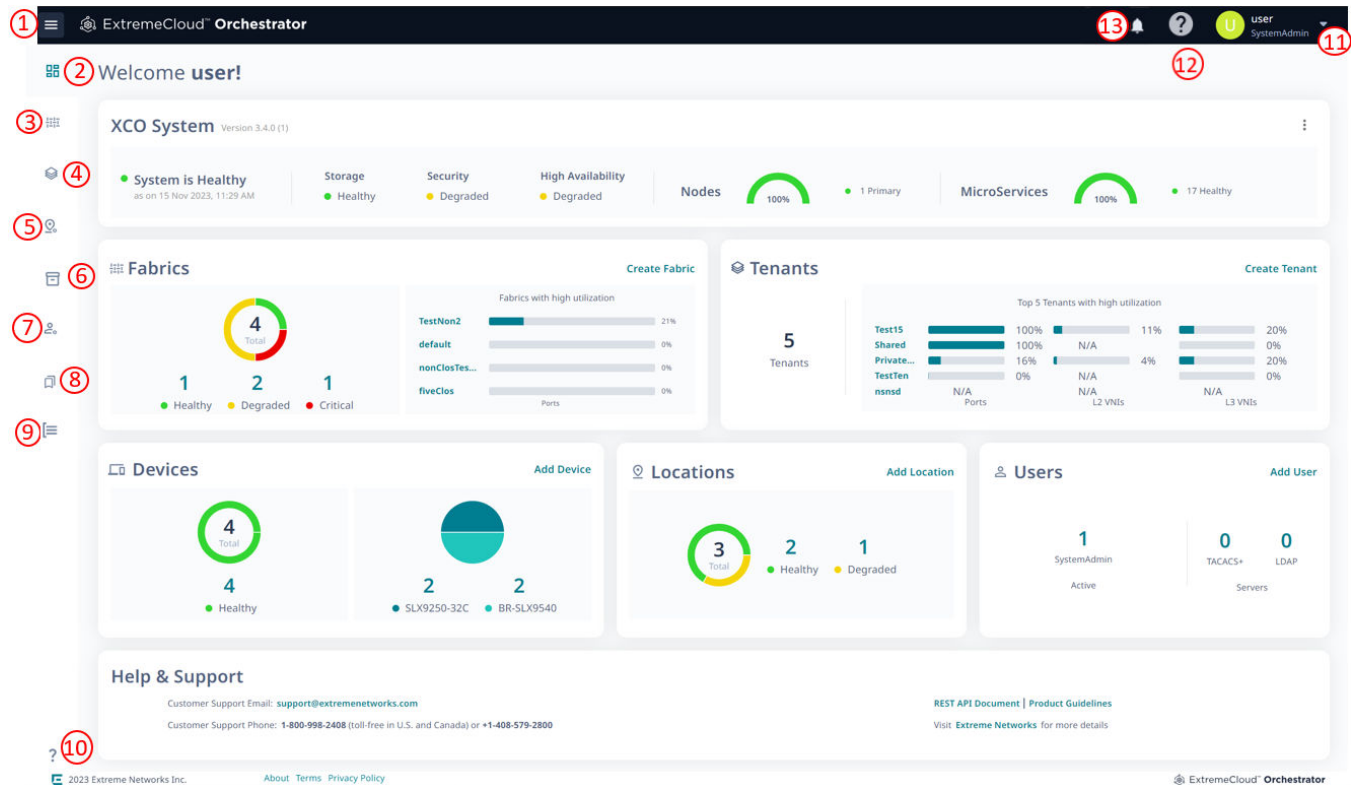 1 ExtremeCloud™ Orchestrator 13 ? U user
SystemAdmin 11
2 Welcome user! 12
3 XCO System Version 3.4.0 (1)
4 System is Healthy
as on 15 Nov 2023, 11:29 AM
Storage
Healthy
Security
Degraded
High Availability
Degraded
Nodes 100% 1 Primary
MicroServices 100% 17 Healthy
5
6
7
8
9
Fabrics Create Fabric
4
Total
1 2 1
Healthy Degraded Critical
Fabrics with high utilization
TestNon2 21%
default 0%
nonClosTes... 0%
fiveClos 0%
Ports
Tenants Create Tenant
5
Tenants
Top 5 Tenants with high utilization
Test15 100% 11% 20%
Shared 100% N/A 0%
Private... 16% 4% 20%
TestTen 0% N/A 0%
nsnsd N/A N/A N/A
Ports L2 VNIs L3 VNIs
Devices Add Device
4
Total
4
Healthy
2 2
SLX9250-32C BR-SLX9540
Locations Add Location
3
Total
2 1
Healthy Degraded
Users Add User
1
SystemAdmin
Active
0 0
TACACS+ LDAP
Servers
Help & Support
Customer Support Email: support@extremenetworks.com
Customer Support Phone: 1-800-998-2408 (toll-free in U.S. and Canada) or +1-408-579-2800
REST API Document | Product Guidelines
Visit Extreme Networks for more details
? 10
2023 Extreme Networks Inc. About Terms Privacy Policy ExtremeCloud™ Orchestrator